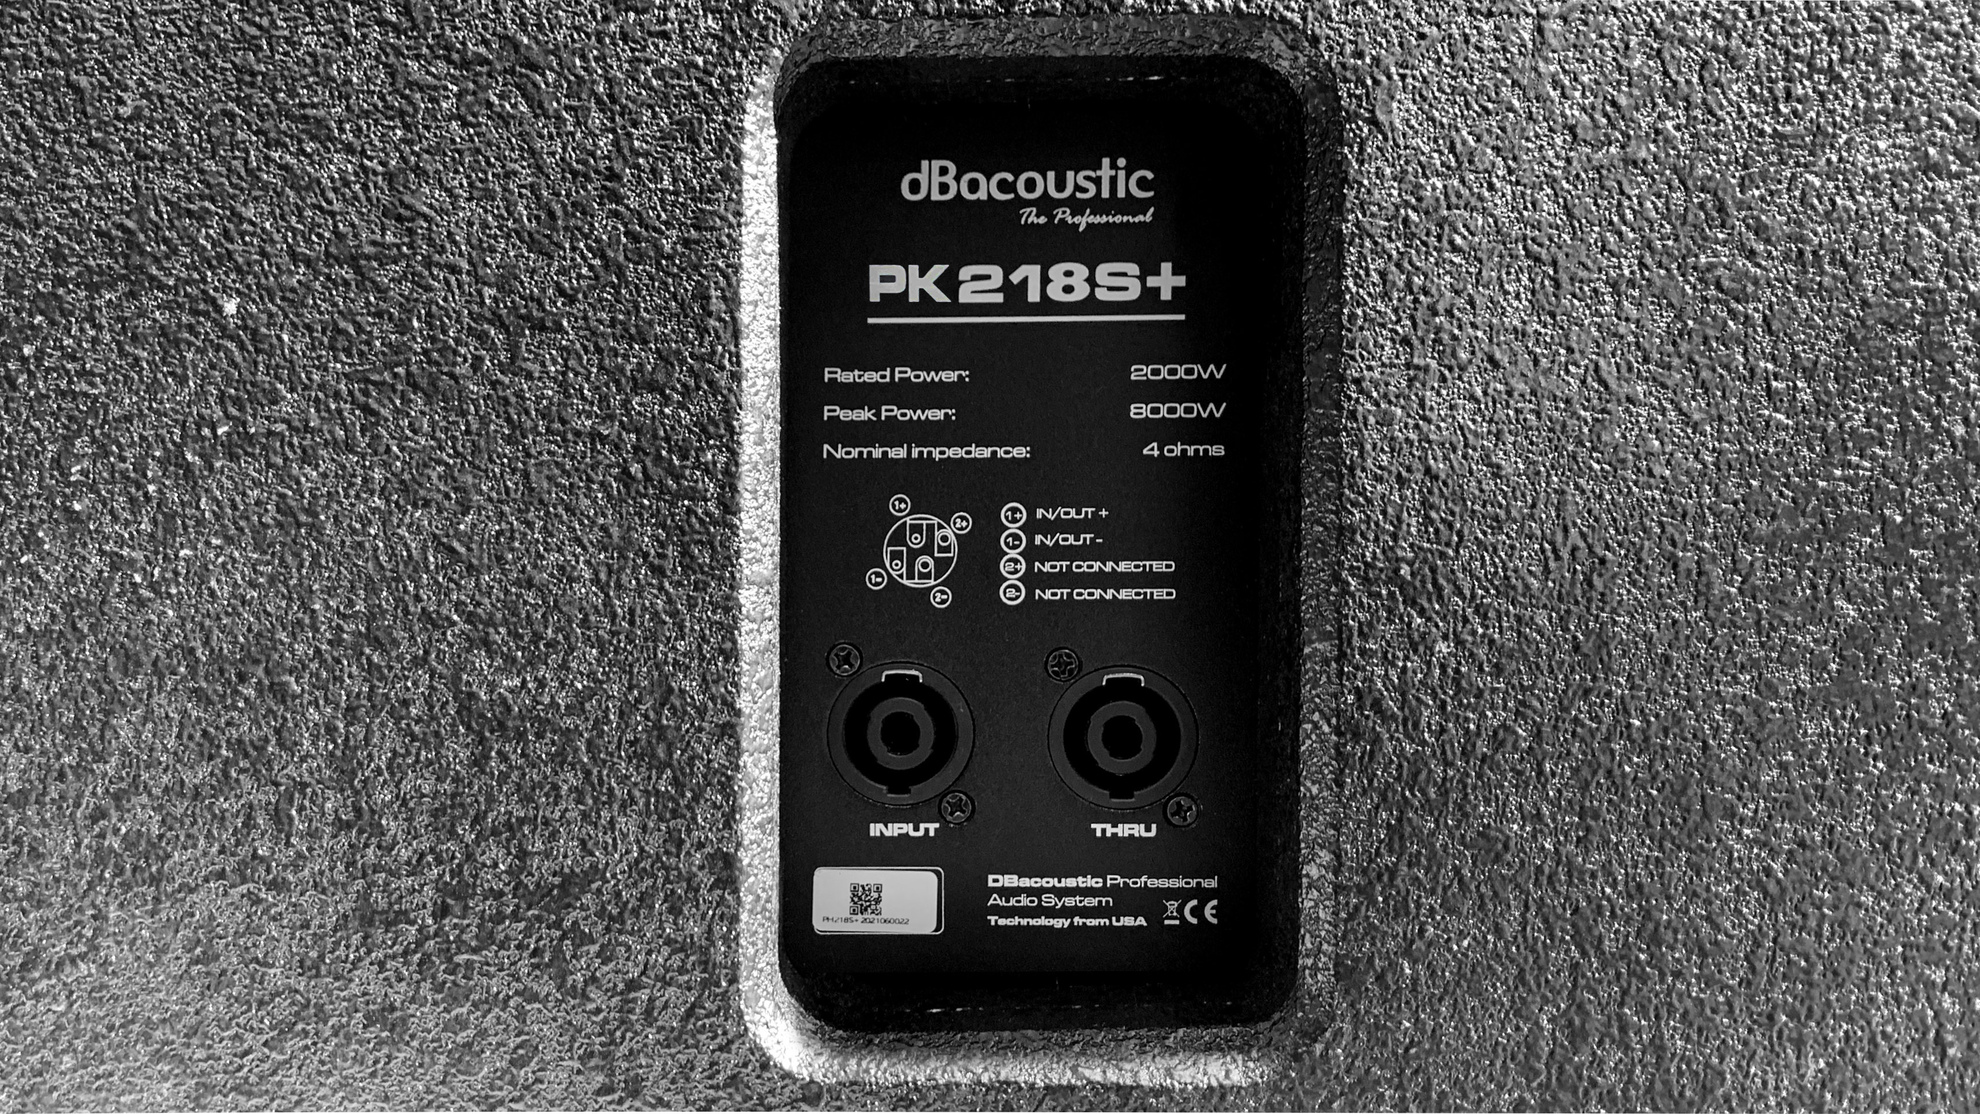 dBacoustic
The Professional
PK218S+
Rated Power: 2000W
Peak Power: 8000W
Nominal impedance: 4 ohms
1+
2+
1-
2-
1+ IN/OUT +
1- IN/OUT -
2+ NOT CONNECTED
2- NOT CONNECTED
INPUT THRU
DBacoustic Professional
Audio System
Technology from USA
CE
2021060022